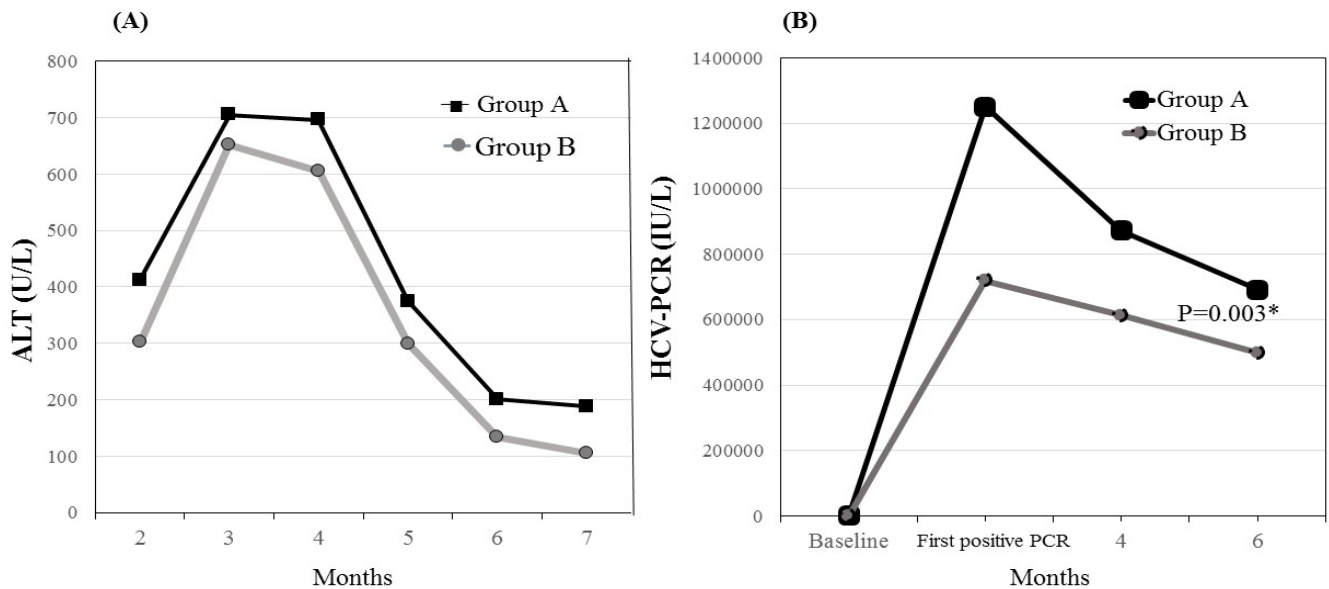 (A)
800
700
600
500
400
300
200
100
0
ALT (U/L)
Group A
Group B
2 3 4 5 6 7
Months
(B)
1400000
1200000
1000000
800000
600000
400000
200000
0
HCV-PCR (IU/L)
Group A
Group B
P=0.003*
Baseline First positive PCR 4 6
Months